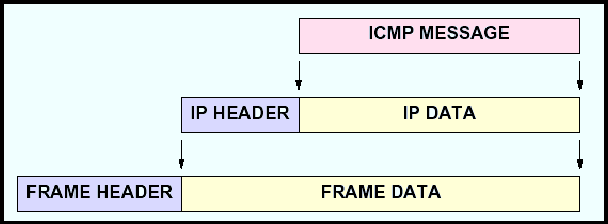 ICMP MESSAGE
IP HEADER IP DATA
FRAME HEADER FRAME DATA